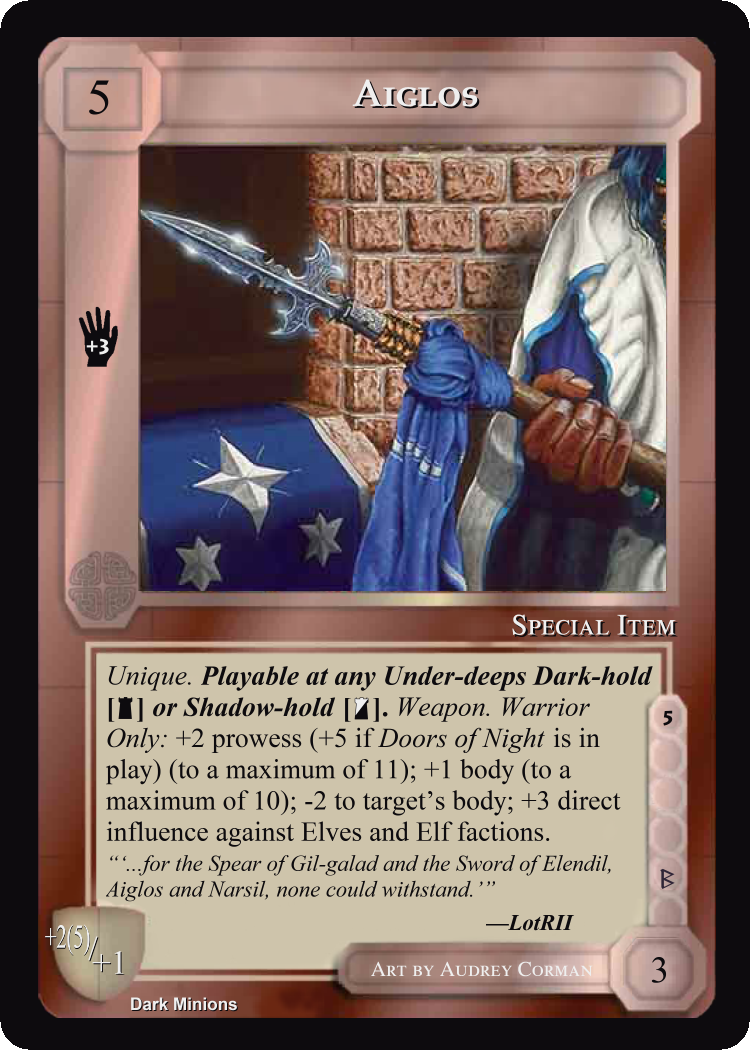 5
AIGLOS
+3
SPECIAL ITEM
Unique. Playable at any Under-deeps Dark-hold
[] or Shadow-hold []. Weapon. Warrior
Only: +2 prowess (+5 if Doors of Night is in
play) (to a maximum of 11); +1 body (to a
maximum of 10); -2 to target’s body; +3 direct
influence against Elves and Elf factions.
“‘...for the Spear of Gil-galad and the Sword of Elendil,
Aiglos and Narsil, none could withstand.’”
—LotRII
5
ᛒ
+2(5)/+1
ART BY AUDREY CORMAN
3
Dark Minions